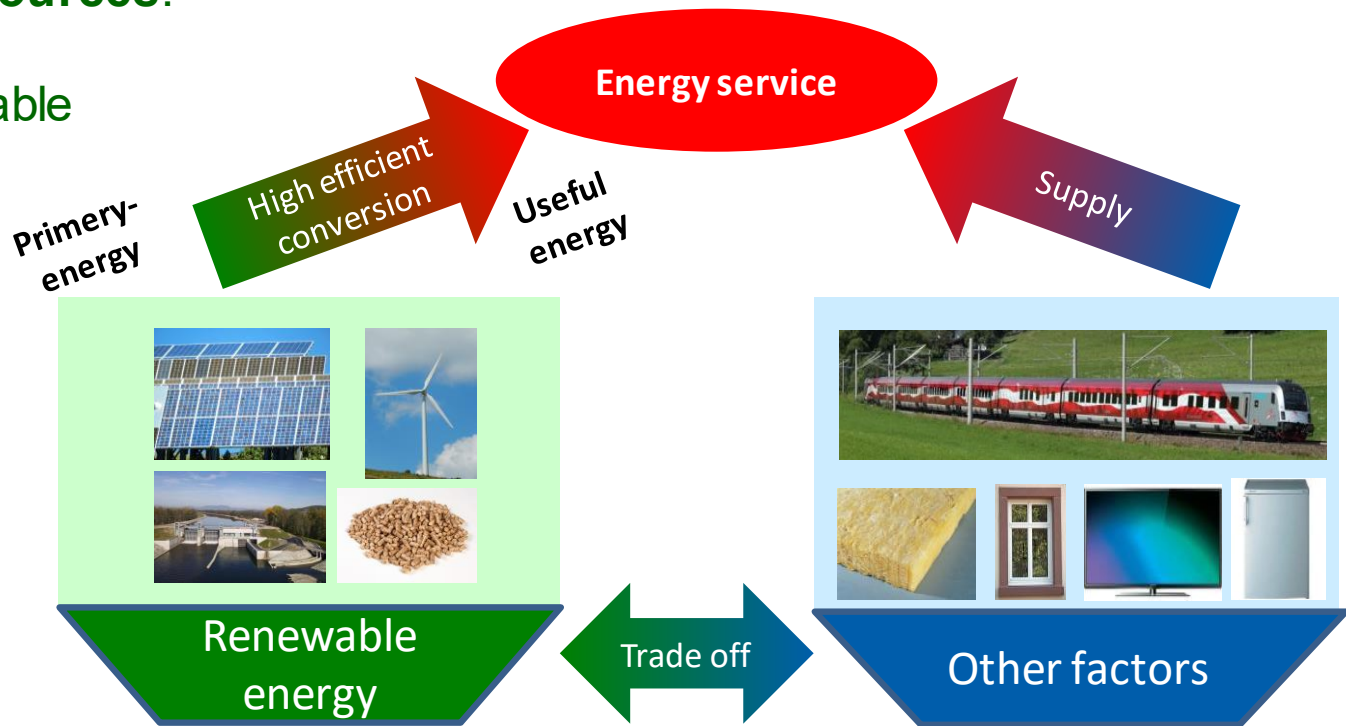 ources.
Energy service
able
High efficient
conversion
Primery-
energy
Useful
energy
Supply
Renewable
energy
Trade off
Other factors